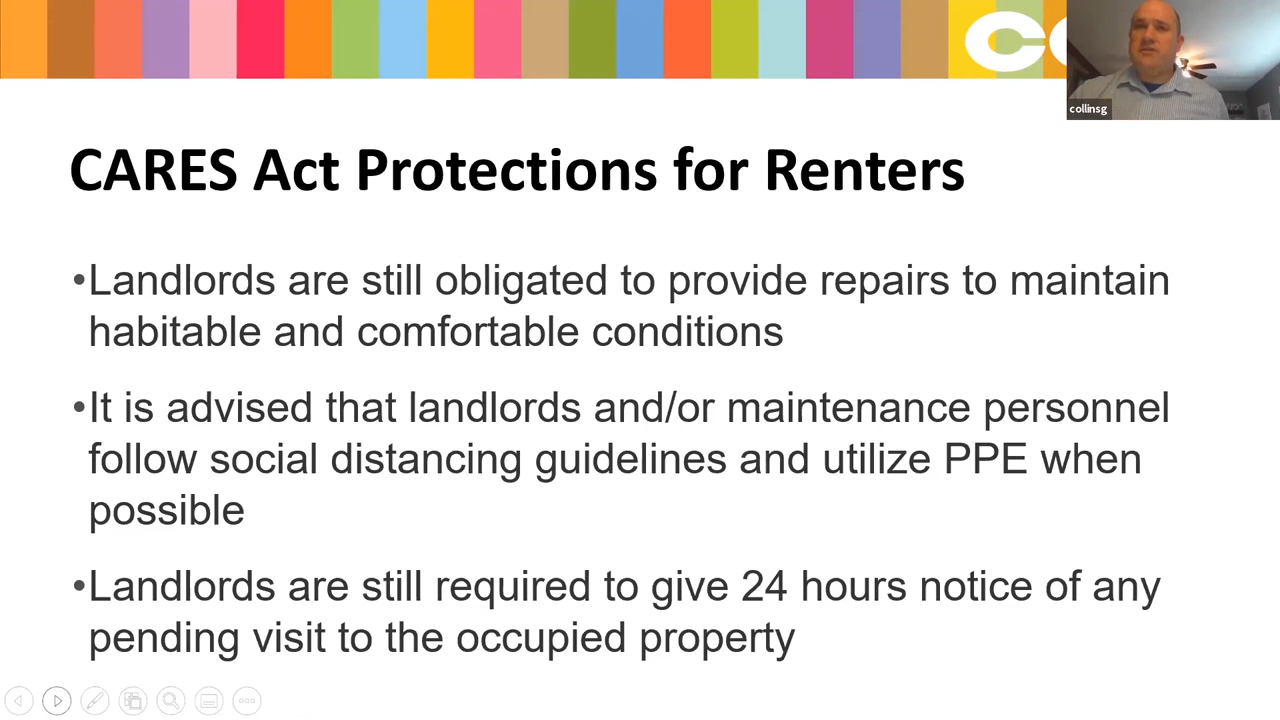 collinsg
CARES Act Protections for Renters
•Landlords are still obligated to provide repairs to maintain
habitable and comfortable conditions
•It is advised that landlords and/or maintenance personnel
follow social distancing guidelines and utilize PPE when
possible
•Landlords are still required to give 24 hours notice of any
pending visit to the occupied property